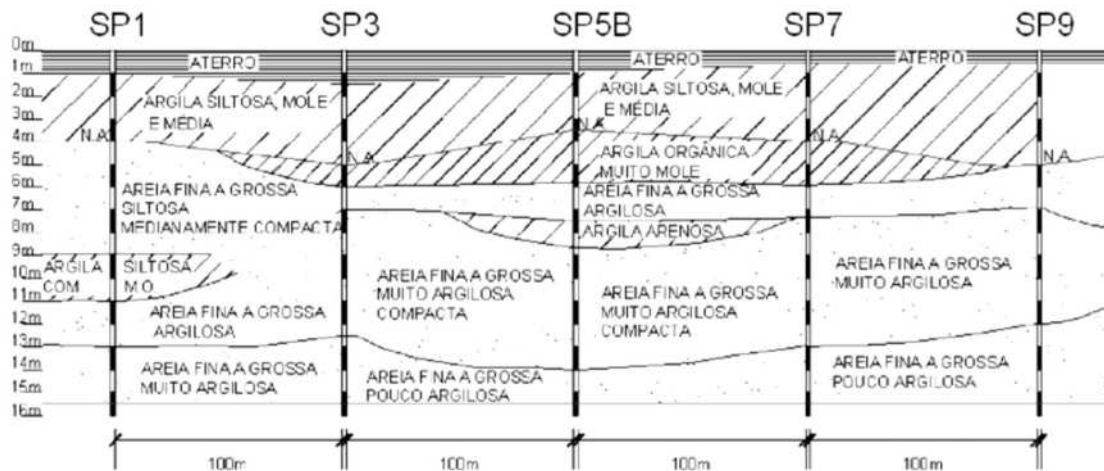 SP1 SP3 SP5B SP7 SP9
0m
1m
2m
3m
4m
5m
6m
7m
8m
9m
10m
11m
12m
13m
14m
15m
16m
ATERRO
ATERRO
ATERRO
ARGILA SILTOSA, MOLE
E MÉDIA
ARGILA SILTOSA, MOLE
E MÉDIA
N.A.
N.A.
N.A.
N.A.
N.A.
ARGILA ORGÂNICA
MUITO MOLE
AREIA FINA A GROSSA
SILTOSA
MEDIANAMENTE COMPACTA
AREIA FINA A GROSSA
ARGILOSA
ARGILA ARENOSA
ARGILA SILTOSA
COM M.O.
AREIA FINA A GROSSA
MUITO ARGILOSA
COMPACTA
AREIA FINA A GROSSA
MUITO ARGILOSA
COMPACTA
AREIA FINA A GROSSA
MUITO ARGILOSA
AREIA FINA A GROSSA
ARGILOSA
AREIA FINA A GROSSA
MUITO ARGILOSA
AREIA FINA A GROSSA
POUCO ARGILOSA
AREIA FINA A GROSSA
POUCO ARGILOSA
100m 100m 100m 100m